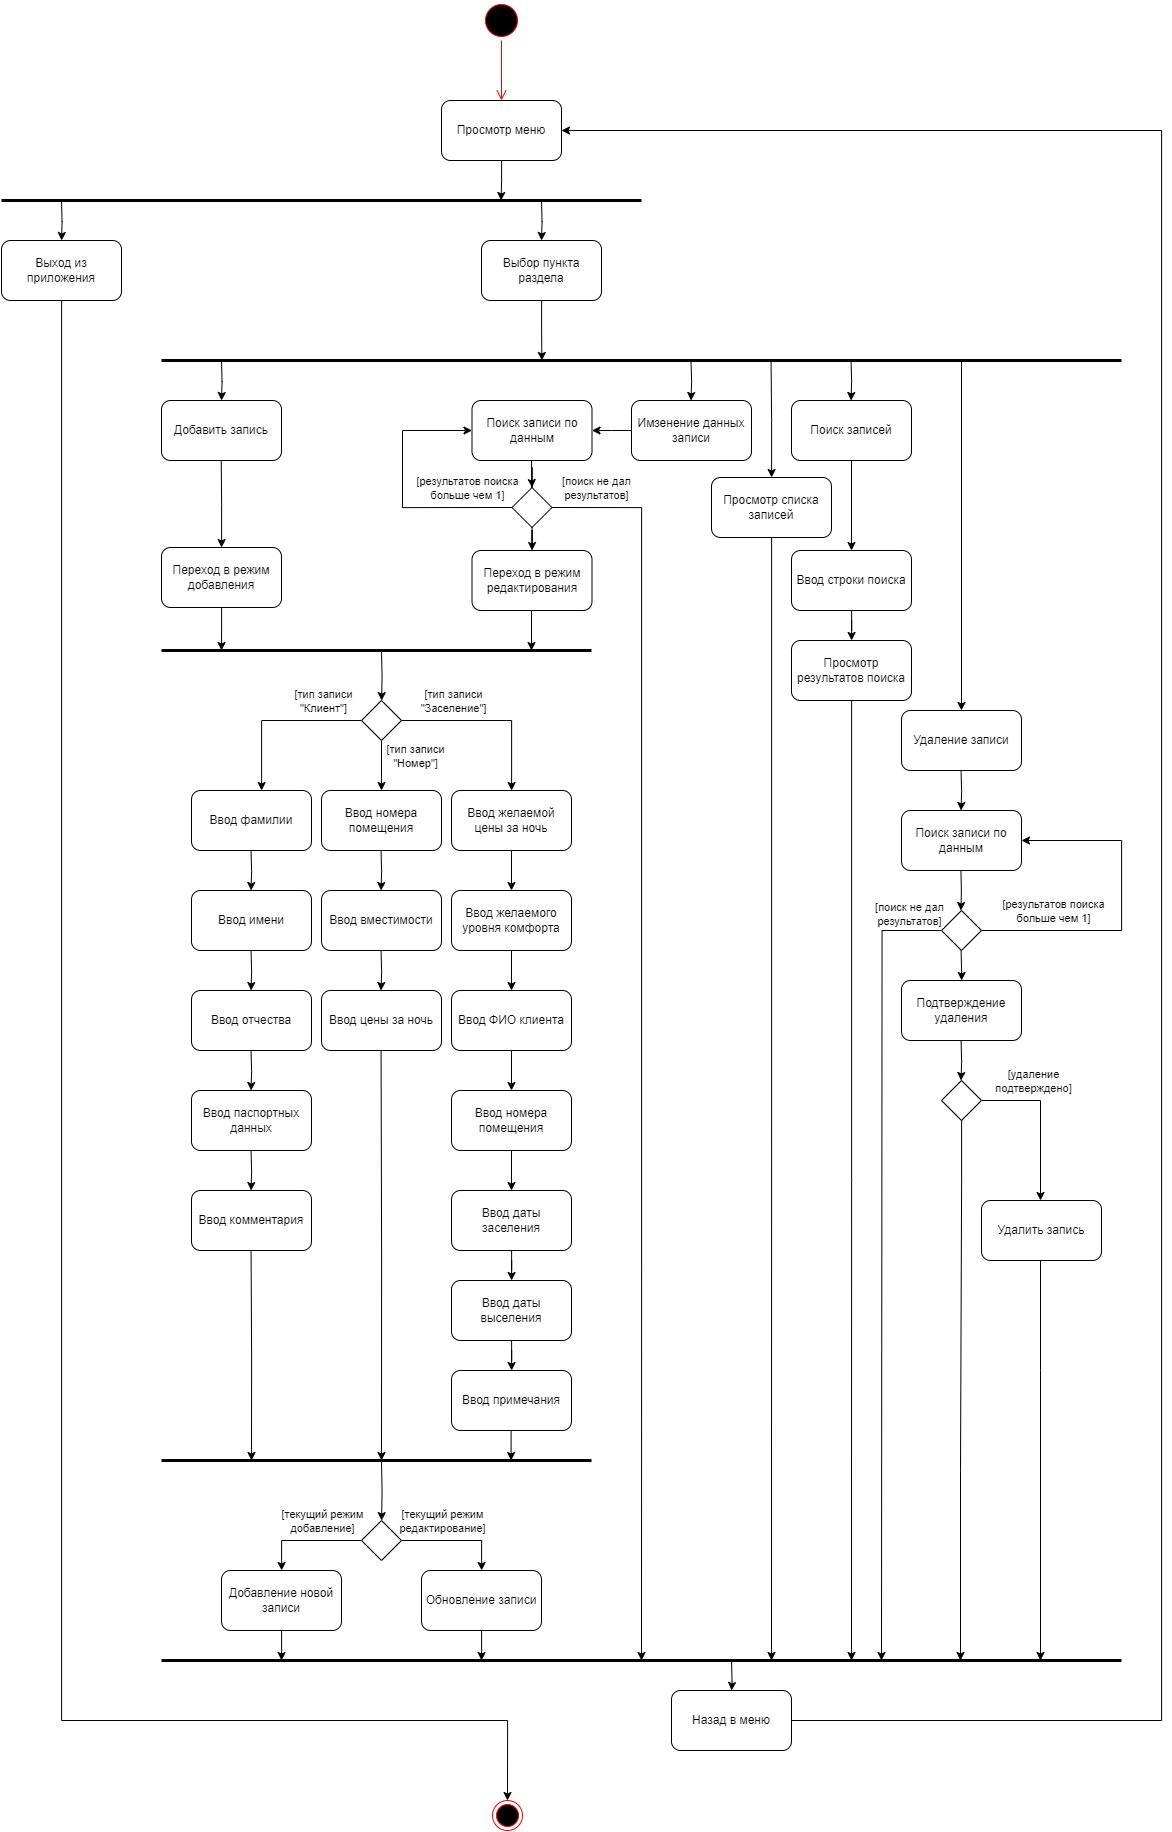 Просмотр меню
Выход из
приложения
Выбор пункта
раздела
Добавить запись
Поиск записи по
данным
Имзенение данных
записи
Поиск записей
[результатов поиска
больше чем 1]
[поиск не дал
результатов]
Просмотр списка
записей
Переход в режим
добавления
Переход в режим
редактирования
Ввод строки поиска
Просмотр
результатов поиска
[тип записи
"Клиент"]
[тип записи
"Заселение"]
[тип записи
"Номер"]
Удаление записи
Ввод фамилии
Ввод номера
помещения
Ввод желаемой
цены за ночь
Поиск записи по
данным
Ввод имени
Ввод вместимости
Ввод желаемого
уровня комфорта
[поиск не дал
результатов]
[результатов поиска
больше чем 1]
Ввод отчества
Ввод цены за ночь
Ввод ФИО клиента
Подтверждение
удаления
[удаление
подтверждено]
Ввод паспортных
данных
Ввод номера
помещения
Ввод комментария
Ввод даты
заселения
Удалить запись
Ввод даты
выселения
Ввод примечания
[текущий режим
добавление]
[текущий режим
редактирование]
Добавление новой
записи
Обновление записи
Назад в меню